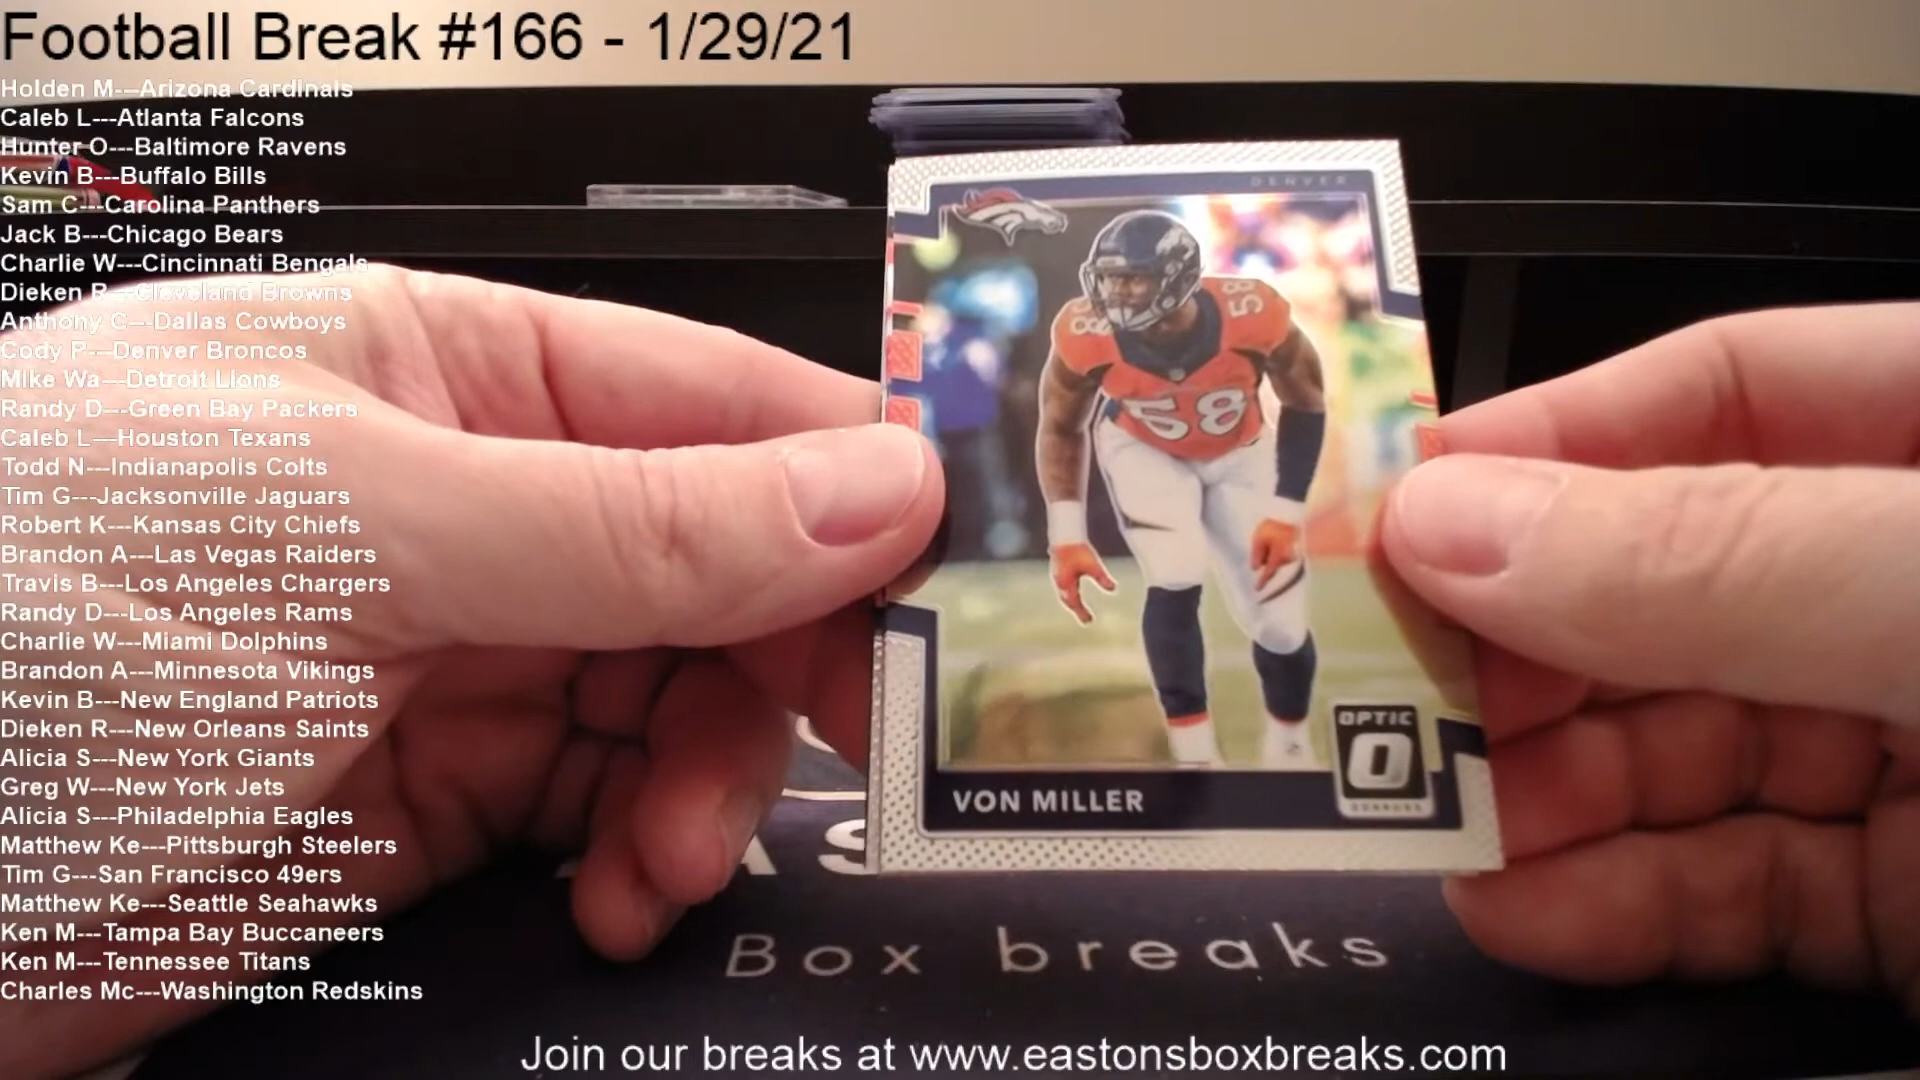 Football Break #166 - 1/29/21
Holden M---Arizona Cardinals
Caleb L---Atlanta Falcons
Hunter O---Baltimore Ravens
Kevin B---Buffalo Bills
Sam C---Carolina Panthers
Jack B---Chicago Bears
Charlie W---Cincinnati Bengals
Dieken R---Cleveland Browns
Anthony C---Dallas Cowboys
Cody P---Denver Broncos
Mike Wa---Detroit Lions
Randy D---Green Bay Packers
Caleb L---Houston Texans
Todd N---Indianapolis Colts
Tim G---Jacksonville Jaguars
Robert K---Kansas City Chiefs
Brandon A---Las Vegas Raiders
Travis B---Los Angeles Chargers
Randy D---Los Angeles Rams
Charlie W---Miami Dolphins
Brandon A---Minnesota Vikings
Kevin B---New England Patriots
Dieken R---New Orleans Saints
Alicia S---New York Giants
Greg W---New York Jets
Alicia S---Philadelphia Eagles
Matthew Ke---Pittsburgh Steelers
Tim G---San Francisco 49ers
Matthew Ke---Seattle Seahawks
Ken M---Tampa Bay Buccaneers
Ken M---Tennessee Titans
Charles Mc---Washington Redskins
DENVER
58
58
OPTIC
O
DONRUSS
VON MILLER
Box breaks
Join our breaks at www.eastonsboxbreaks.com